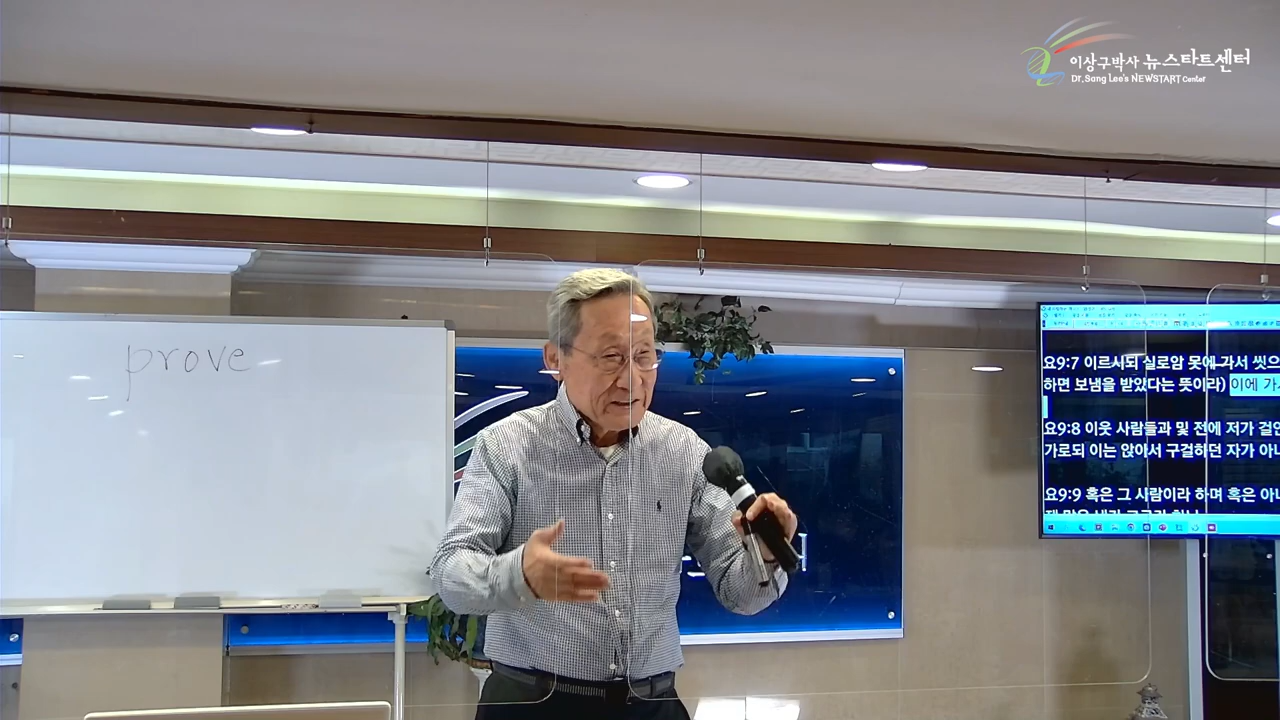 이상구박사 뉴스타트센터
Dr. Sang Lee's NEWSTART Center
prove
요9:7 이르시되 실로암 못에 가서 씻으
하면 보냄을 받았다는 뜻이라) 이에 가
요9:8 이웃 사람들과 및 전에 저가 걸인
가로되 이는 앉아서 구걸하던 자가 아니
요9:9 혹은 그 사람이라 하며 혹은 아니